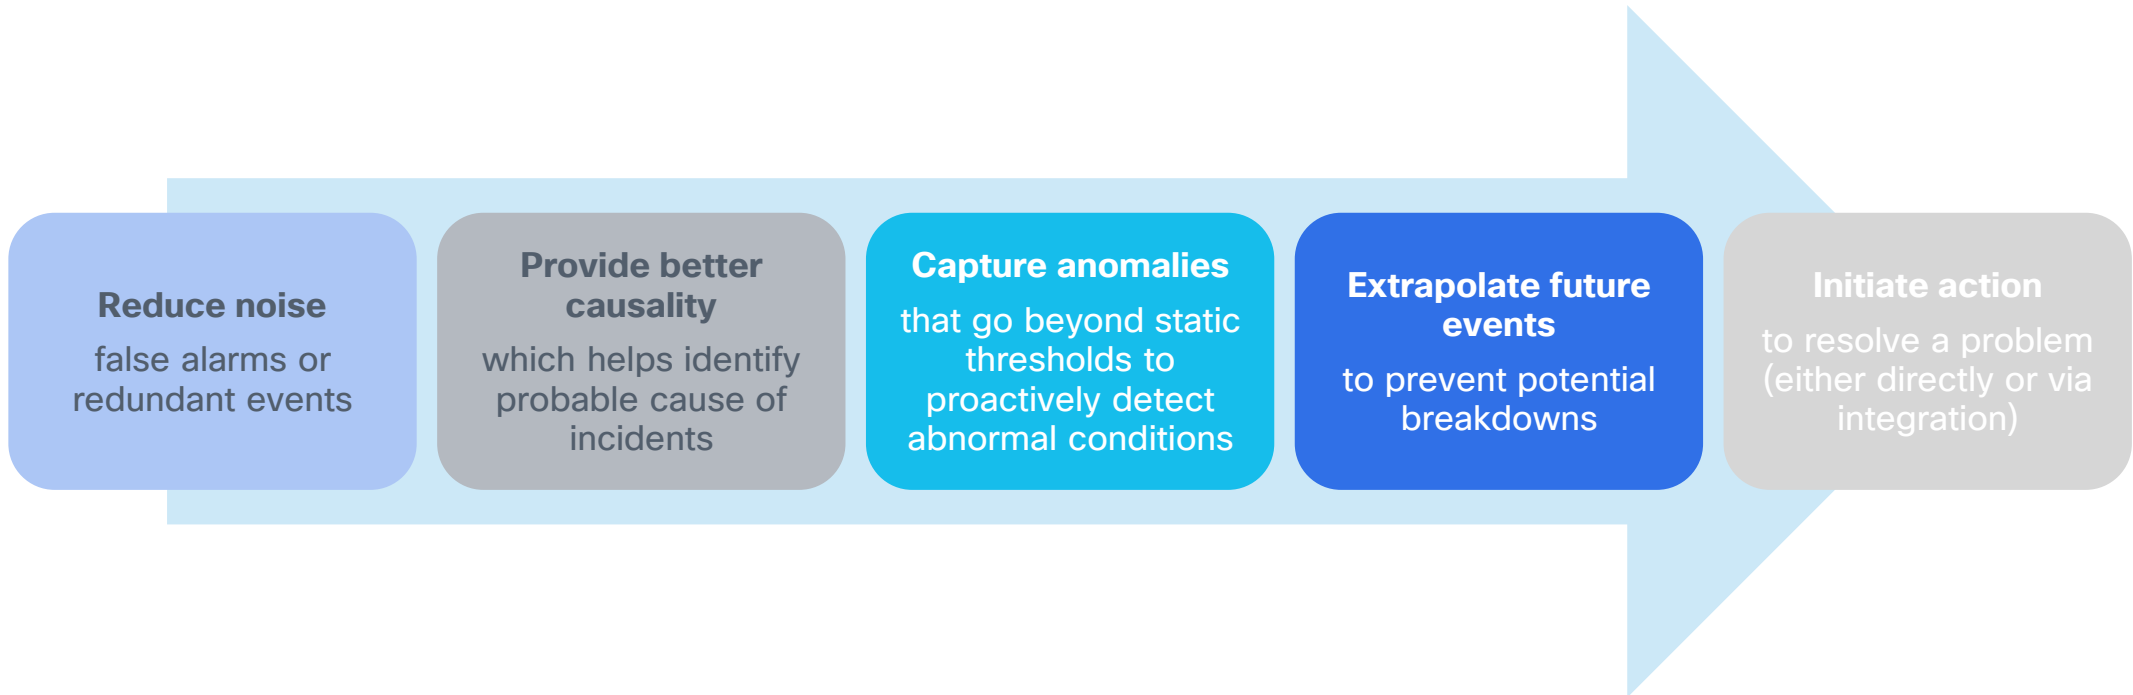 Reduce noise
false alarms or
redundant events
Provide better
causality
which helps identify
probable cause of
incidents
Capture anomalies
that go beyond static
thresholds to
proactively detect
abnormal conditions
Extrapolate future
events
to prevent potential
breakdowns
Initiate action
to resolve a problem
(either directly or via
integration)